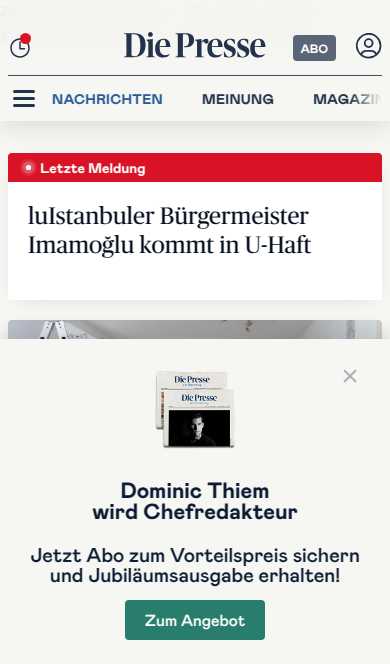 Die Presse
ABO
NACHRICHTEN MEINUNG MAGAZIN
Letzte Meldung
luIstanbuler Bürgermeister
Imamoğlu kommt in U-Haft
Die Presse
Die Presse
Dominic Thiem
wird Chefredakteur
Jetzt Abo zum Vorteilspreis sichern
und Jubiläumsausgabe erhalten!
Zum Angebot